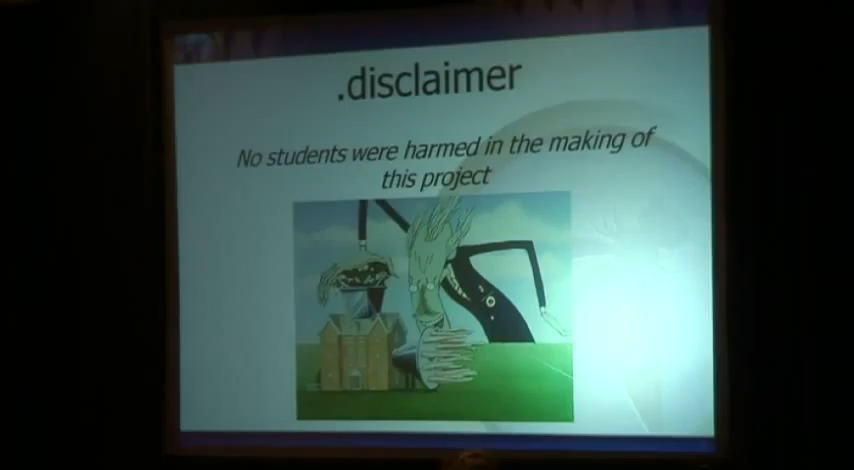 .disclaimer
No students were harmed in the making of
this project